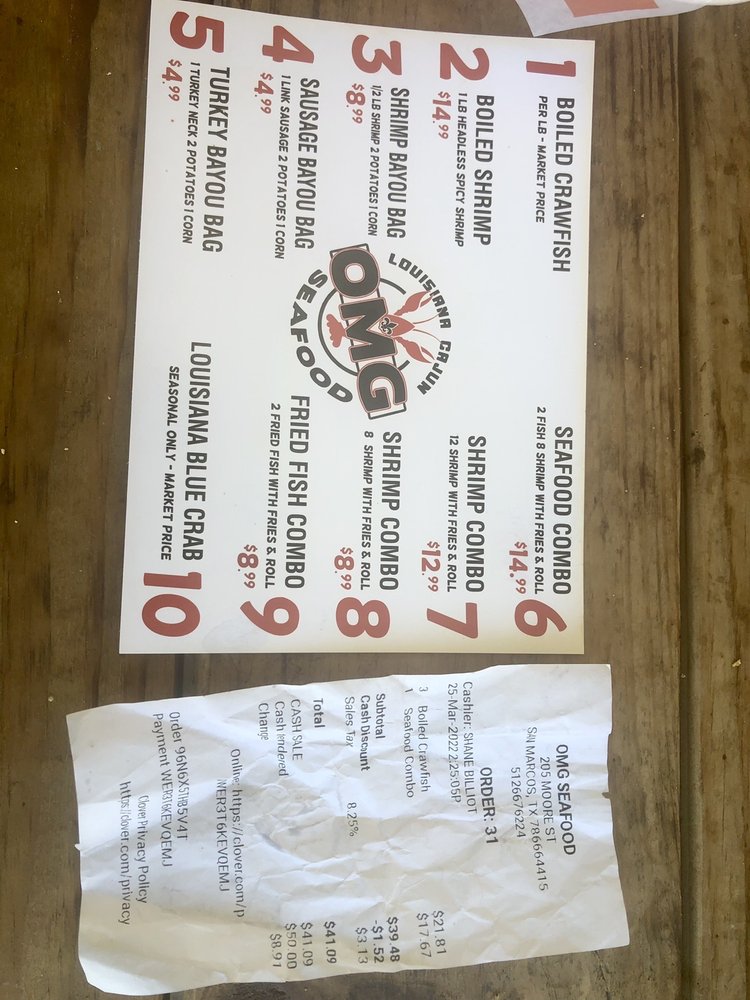 1 BOILED CRAWFISH
PER LB - MARKET PRICE
2 BOILED SHRIMP
1 LB HEADLESS SPICY SHRIMP
$14.99
3 SHRIMP BAYOU BAG
1/2 LB SHRIMP 2 POTATOES 1 CORN
$8.99
4 SAUSAGE BAYOU BAG
1 LINK SAUSAGE 2 POTATOES 1 CORN
$4.99
5 TURKEY BAYOU BAG
1 TURKEY NECK 2 POTATOES 1 CORN
$4.99
LOUISIANA CAJUN
OMG
SEAFOOD
SEAFOOD COMBO 6
2 FISH 8 SHRIMP WITH FRIES & ROLL
$14.99
SHRIMP COMBO 7
12 SHRIMP WITH FRIES & ROLL
$12.99
SHRIMP COMBO 8
8 SHRIMP WITH FRIES & ROLL
$8.99
FRIED FISH COMBO 9
2 FRIED FISH WITH FRIES & ROLL
$8.99
LOUISIANA BLUE CRAB 10
SEASONAL ONLY - MARKET PRICE
OMG SEAFOOD
205 MOORE ST
SAN MARCOS, TX 786664415
5126676224
ORDER: 31
Cashier: SHANE BILLIOT
25-Mar-2022 2:25:05P
3 Boiled Crawfish $21.81
1 Seafood Combo $17.67
Subtotal $39.48
Cash Discount -$1.52
Sales Tax 8.25% $3.13
Total $41.09
CASH SALE $41.09
Cash tendered $50.00
Change $8.91
Online: https://clover.com/p
/WER3T6KEVQEMJ
Order 96N6X51B5V4T
Payment WER3T6KEVQEMJ
Clover Privacy Policy
https://clover.com/privacy